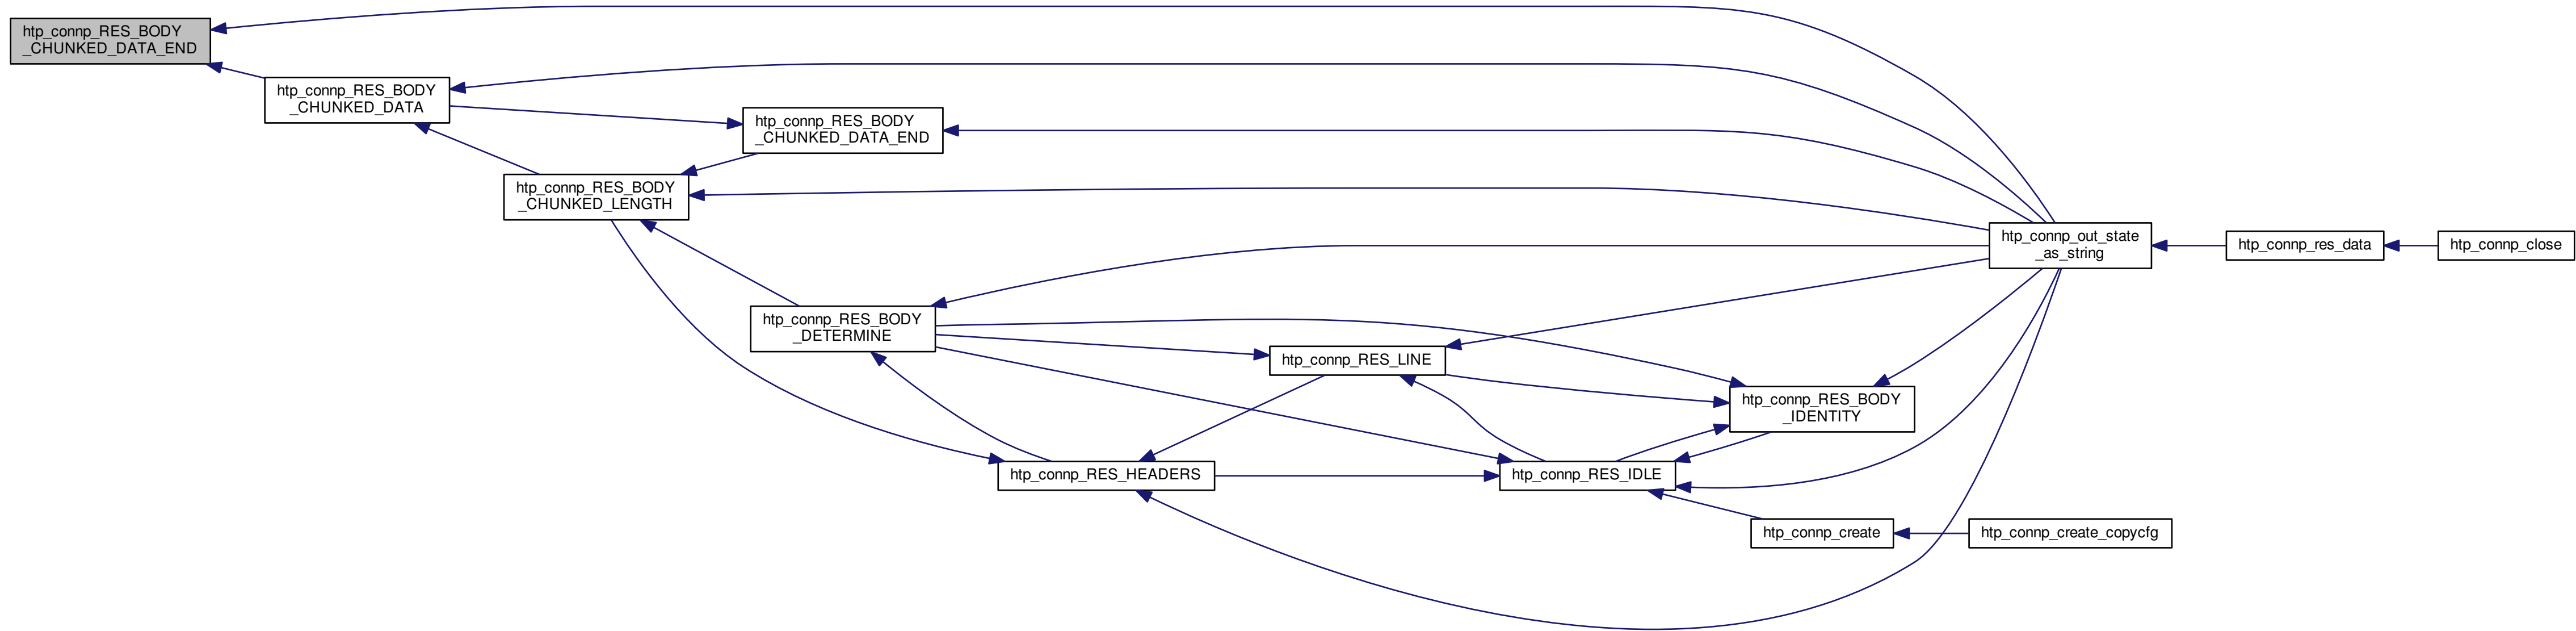 htp_connp_RES_BODY
_CHUNKED_DATA_END
htp_connp_RES_BODY
_CHUNKED_DATA
htp_connp_RES_BODY
_CHUNKED_DATA_END
htp_connp_RES_BODY
_CHUNKED_LENGTH
htp_connp_out_state
_as_string
htp_connp_res_data
htp_connp_close
htp_connp_RES_BODY
_DETERMINE
htp_connp_RES_LINE
htp_connp_RES_BODY
_IDENTITY
htp_connp_RES_HEADERS
htp_connp_RES_IDLE
htp_connp_create
htp_connp_create_copycfg